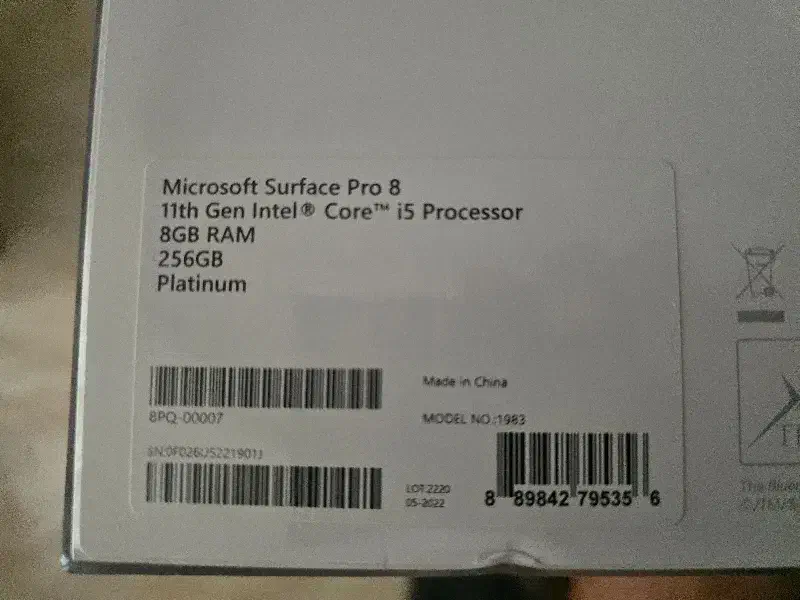 Microsoft Surface Pro 8
11th Gen Intel® Core™ i5 Processor
8GB RAM
256GB
Platinum
8PQ-00007
Made in China
MODEL NO.:1983
LOT:2220
05-2022
8 89842 79535 6